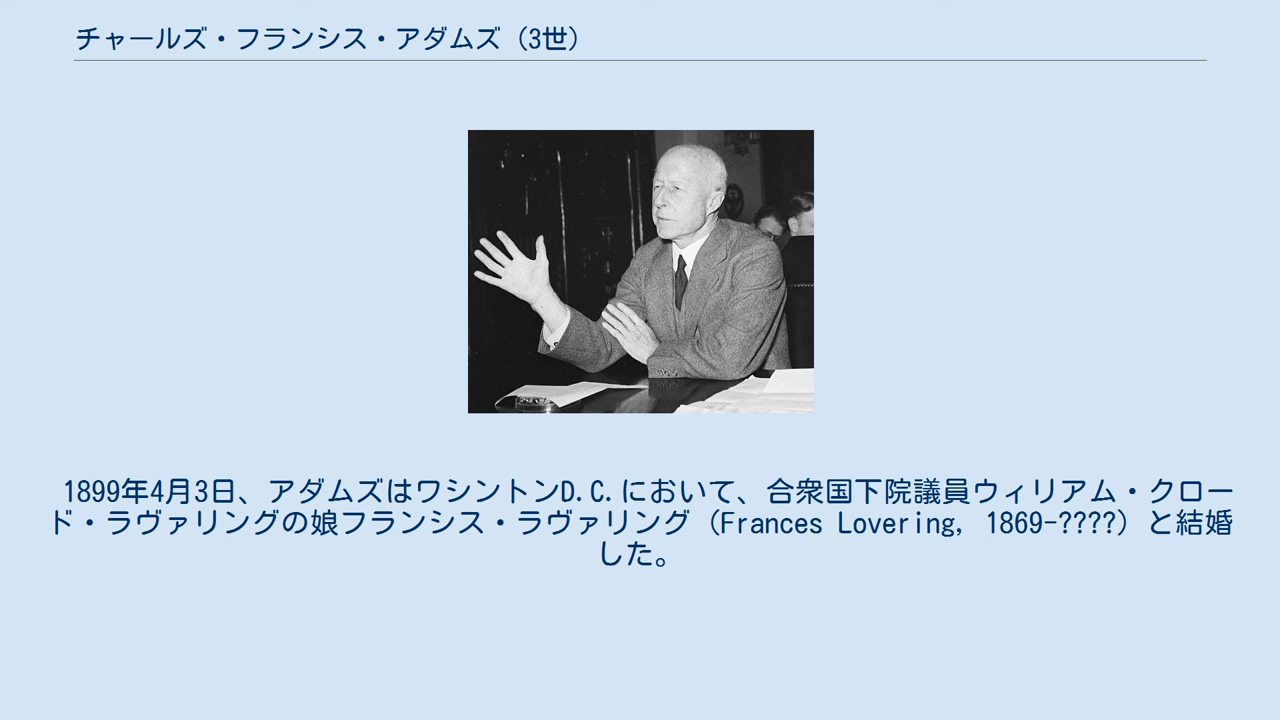 チャールズ・フランシス・アダムズ（3世）
1899年4月3日、アダムズはワシントンD.C.において、合衆国下院議員ウィリアム・クロー
ド・ラヴァリングの娘フランシス・ラヴァリング（Frances Lovering, 1869-????）と結婚
した。